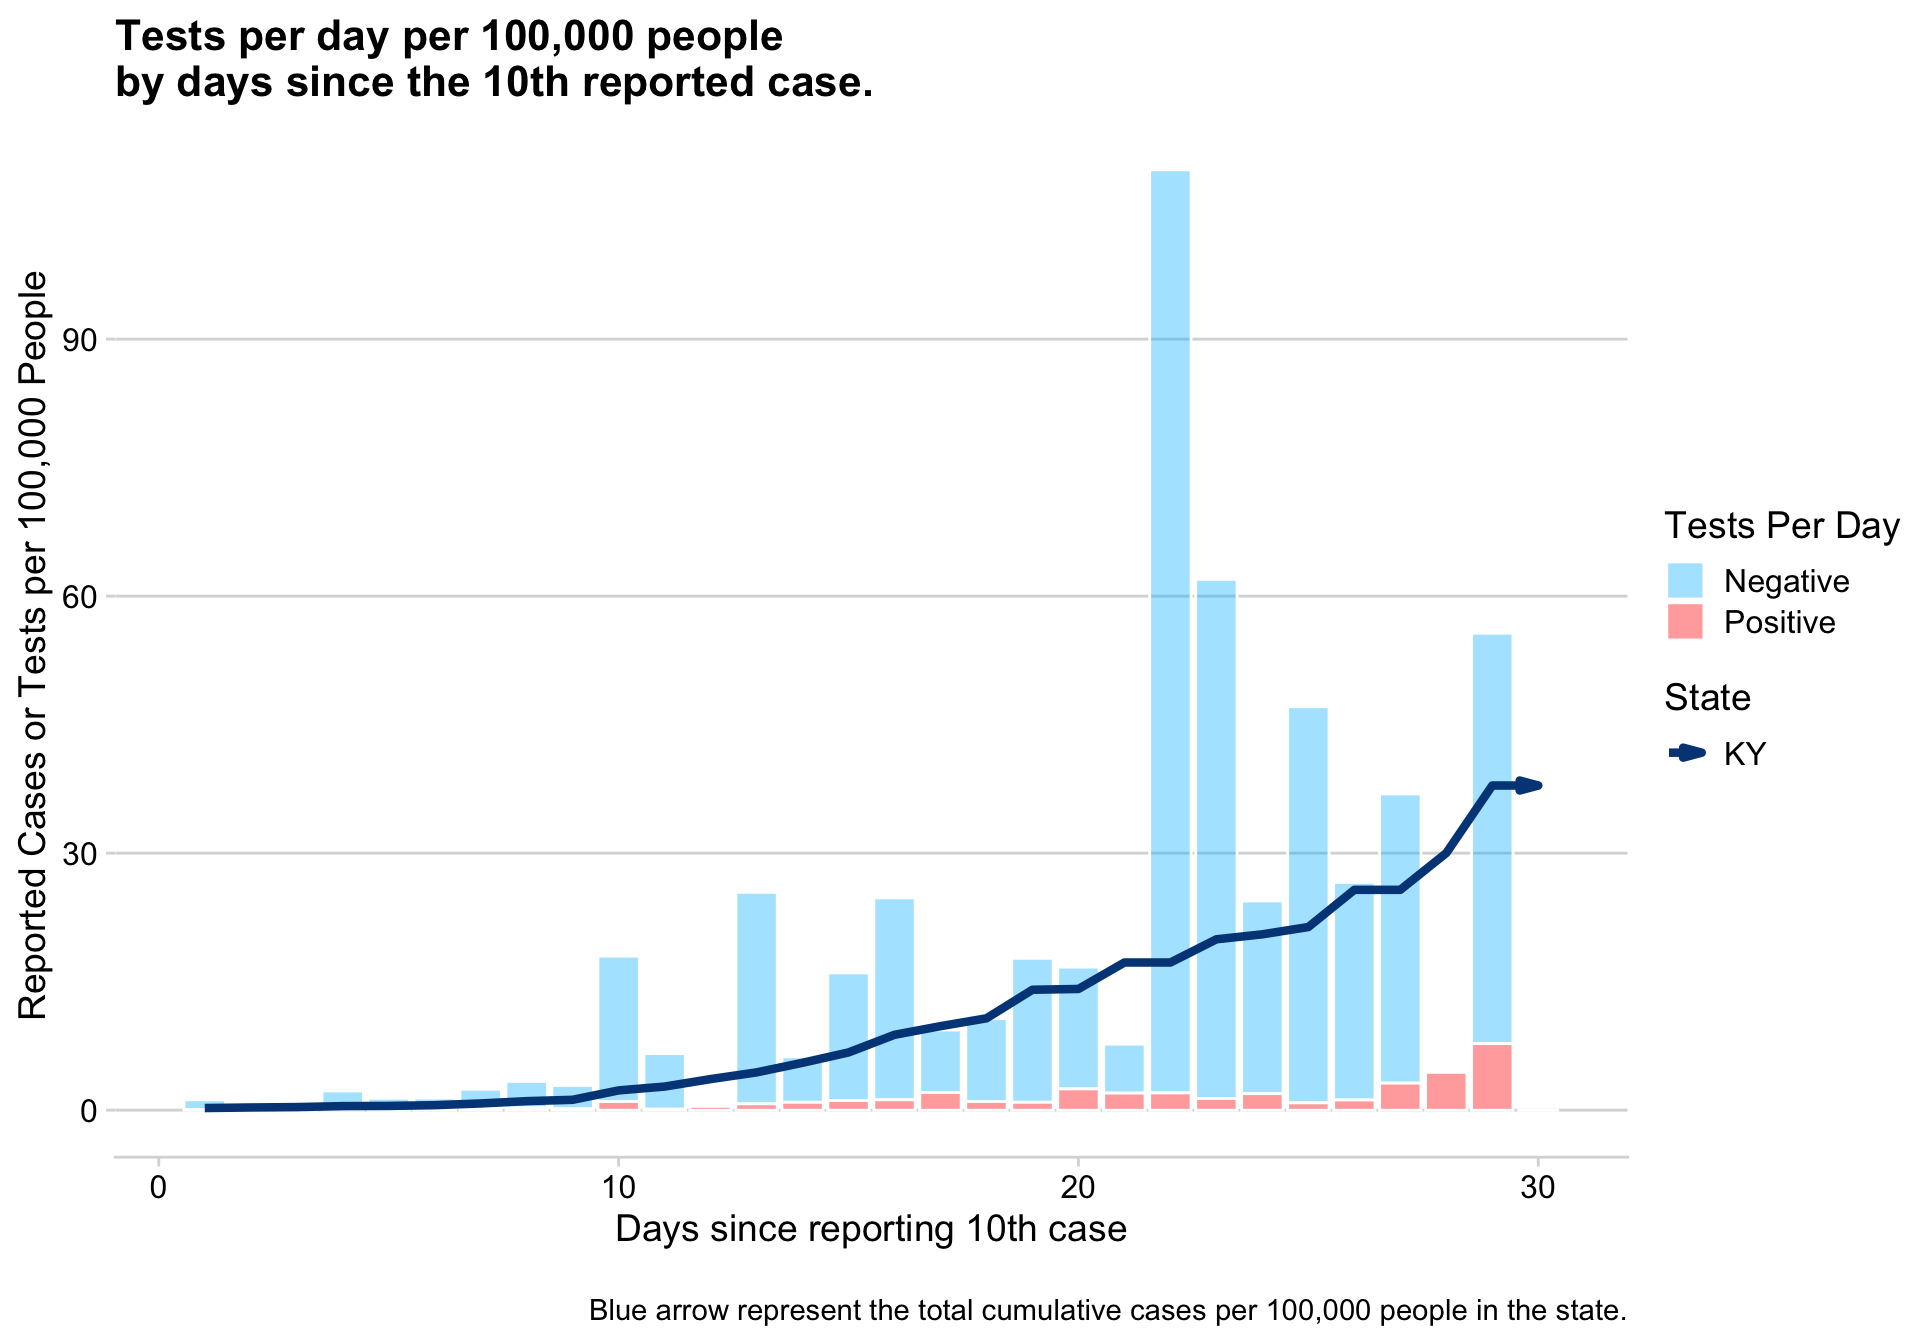 Tests per day per 100,000 people
by days since the 10th reported case.
Reported Cases or Tests per 100,000 People
90
60
30
0
0
10
20
30
Days since reporting 10th case
Tests Per Day
Negative
Positive
State
KY
Blue arrow represent the total cumulative cases per 100,000 people in the state.